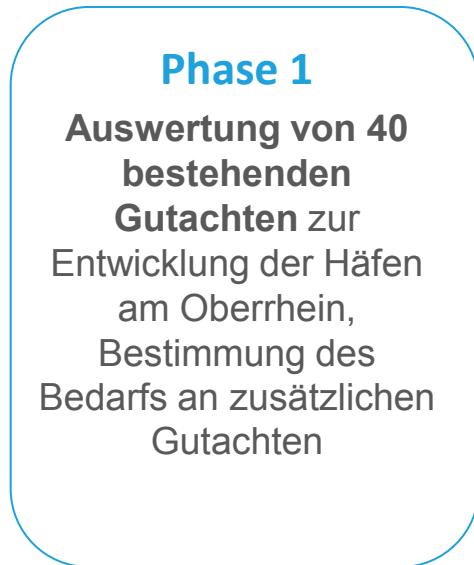 Phase 1
Auswertung von 40
bestehenden
Gutachten zur
Entwicklung der Häfen
am Oberrhein,
Bestimmung des
Bedarfs an zusätzlichen
Gutachten